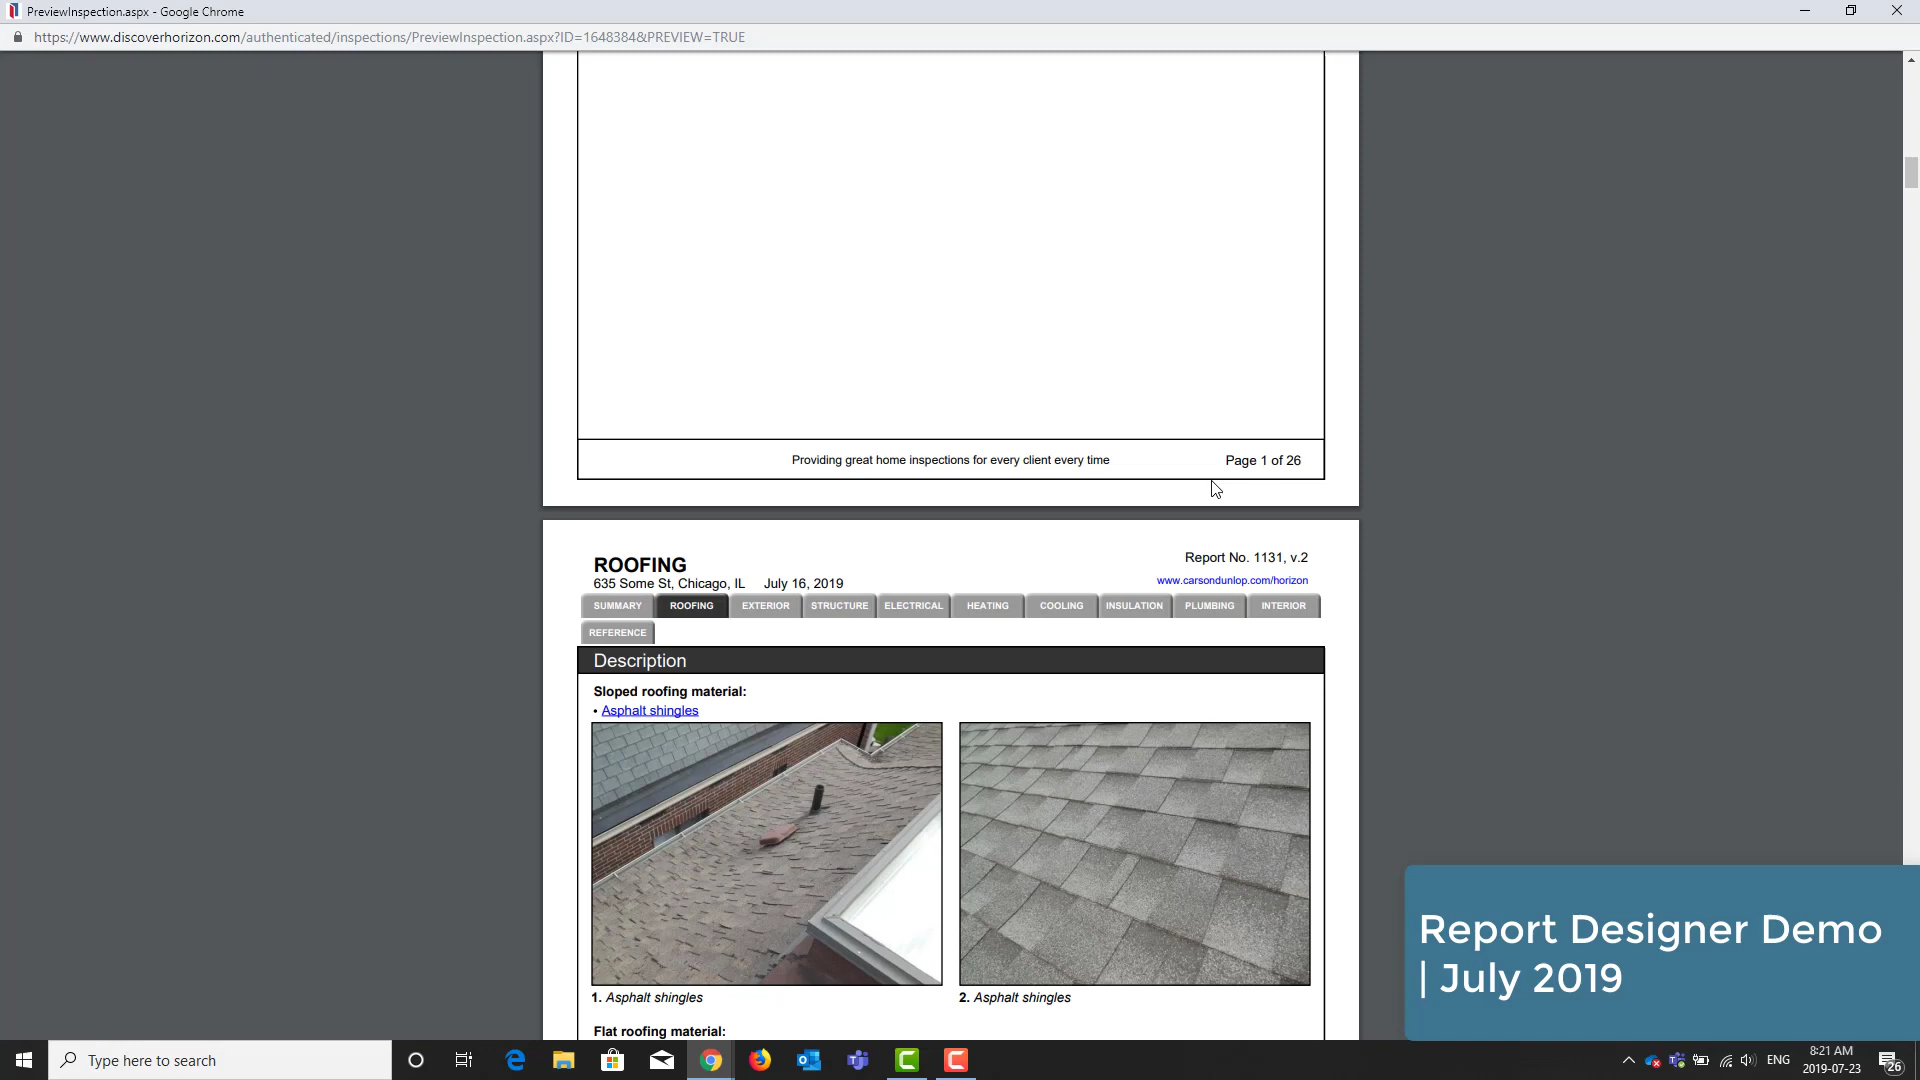 PreviewInspection.aspx - Google Chrome
https://www.discoverhorizon.com/authenticated/inspections/PreviewInspection.aspx?ID=1648384&PREVIEW=TRUE
Providing great home inspections for every client every time
Page 1 of 26
ROOFING
Report No. 1131, v.2
635 Some St, Chicago, IL July 16, 2019
www.carsondunlop.com/horizon
SUMMARY ROOFING EXTERIOR STRUCTURE ELECTRICAL HEATING COOLING INSULATION PLUMBING INTERIOR
REFERENCE
Description
Sloped roofing material:
• Asphalt shingles
1. Asphalt shingles
2. Asphalt shingles
Flat roofing material:
Report Designer Demo
| July 2019
Type here to search
ENG
8:21 AM
2019-07-23
26